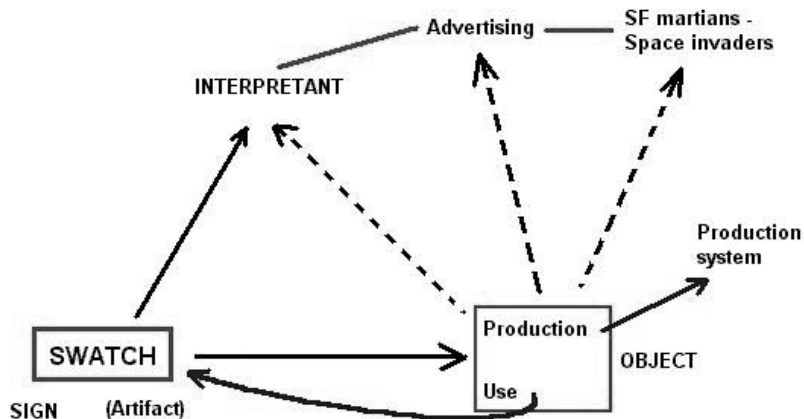 SF martians -
Advertising
Space invaders
INTERPRETANT
Production
system
Production
SWATCH
OBJECT
Use
SIGN (Artifact)